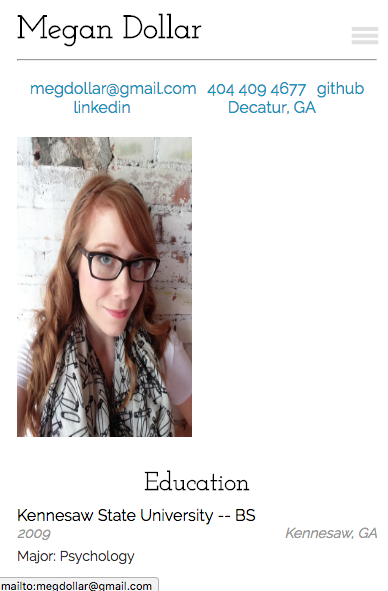 Megan Dollar
megdollar@gmail.com 404 409 4677 github
linkedin Decatur, GA
Education
Kennesaw State University -- BS
2009 Kennesaw, GA
Major: Psychology
mailto:megdollar@gmail.com